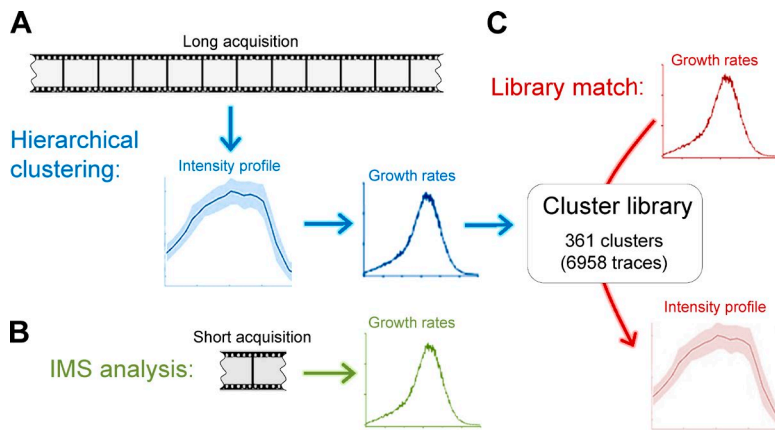 A
Long acquisition
Hierarchical
clustering:
Intensity profile
Growth rates
B
Short acquisition
IMS analysis:
Growth rates
C
Library match:
Growth rates
Cluster library
361 clusters
(6958 traces)
Intensity profile